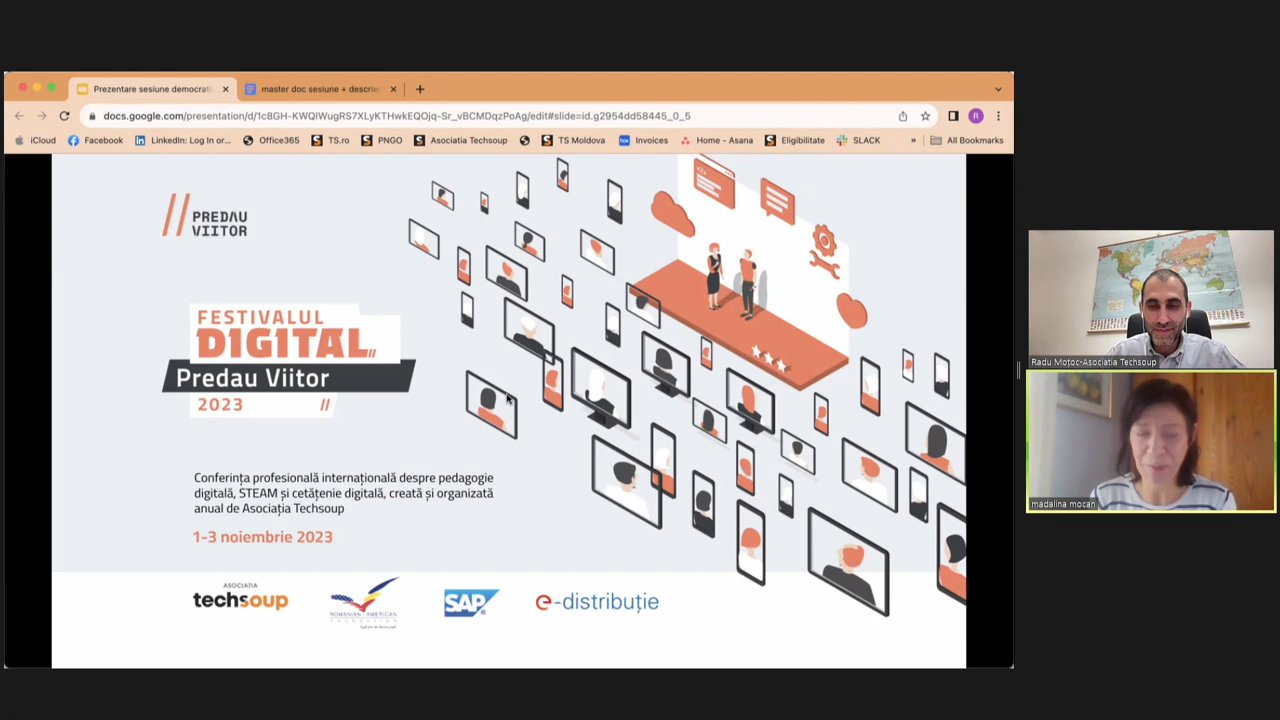 Prezentare sesiune democrati
master doc sesiune + descrie
docs.google.com/presentation/d/1c8GH-KWQIWugRS7XLyKTHwkEQOjq-Sr_vBCMDqzPoAg/edit#slide=id.g2954dd58445_0_5
R
iCloud
Facebook
LinkedIn: Log In or...
Office365
TS.ro
PNGO
Asociatia Techsoup
TS Moldova
Invoices
Home - Asana
Eligibilitate
SLACK
»
All Bookmarks
// PREDAU
VIITOR
FESTIVALUL
DIGITAL //
Predau Viitor
2023 //
Conferința profesională internațională despre pedagogie
digitală, STEAM și cetățenie digitală, creată și organizată
anual de Asociația Techsoup
1-3 noiembrie 2023
ASOCIAȚIA
techsoup
ROMANIAN-AMERICAN
FOUNDATION
SAP
e-distribuție
Radu Moțoc-Asociatia Techsoup
madalina mocan